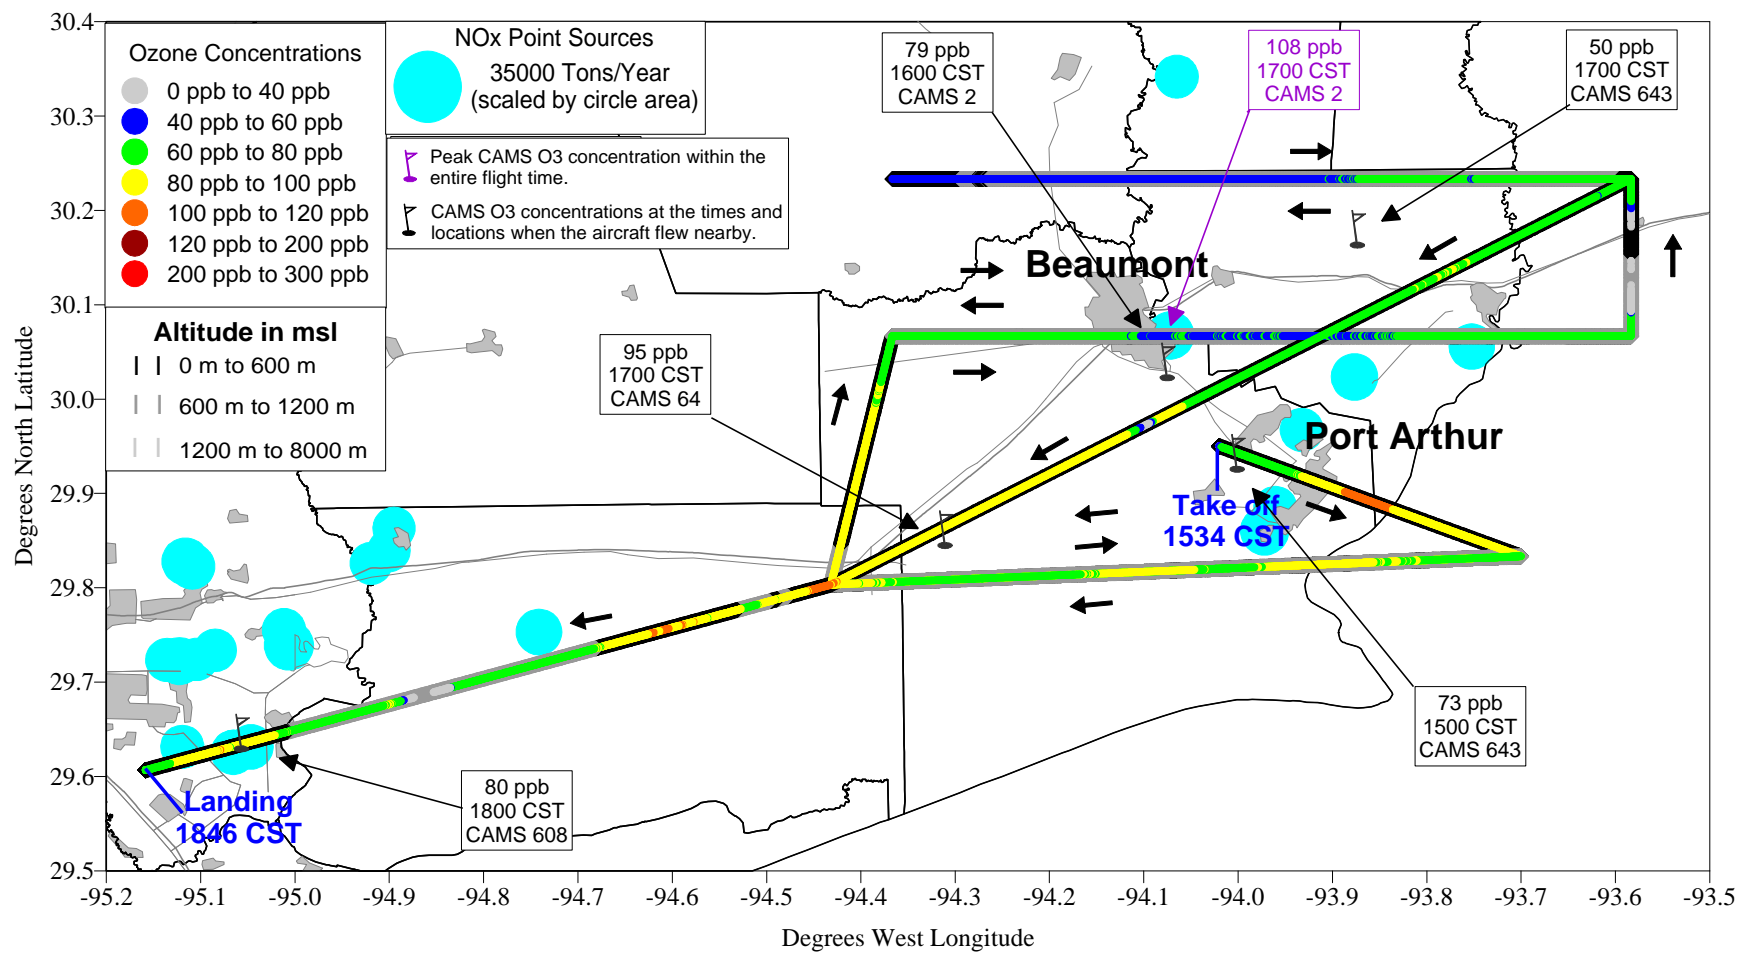 30.4
30.3
30.2
30.1
30.0
29.9
29.8
29.7
29.6
29.5
Degrees North Latitude
Ozone Concentrations
0 ppb to 40 ppb
40 ppb to 60 ppb
60 ppb to 80 ppb
80 ppb to 100 ppb
100 ppb to 120 ppb
120 ppb to 200 ppb
200 ppb to 300 ppb
Altitude in msl
0 m to 600 m
600 m to 1200 m
1200 m to 8000 m
NOx Point Sources
35000 Tons/Year
(scaled by circle area)
Peak CAMS O3 concentration within the
entire flight time.
CAMS O3 concentrations at the times and
locations when the aircraft flew nearby.
79 ppb
1600 CST
CAMS 2
108 ppb
1700 CST
CAMS 2
50 ppb
1700 CST
CAMS 643
Beaumont
95 ppb
1700 CST
CAMS 64
Port Arthur
Take off
1534 CST
73 ppb
1500 CST
CAMS 643
80 ppb
1800 CST
CAMS 608
Landing
1846 CST
-95.2
-95.1
-95.0
-94.9
-94.8
-94.7
-94.6
-94.5
-94.4
-94.3
-94.2
-94.1
-94.0
-93.9
-93.8
-93.7
-93.6
-93.5
Degrees West Longitude